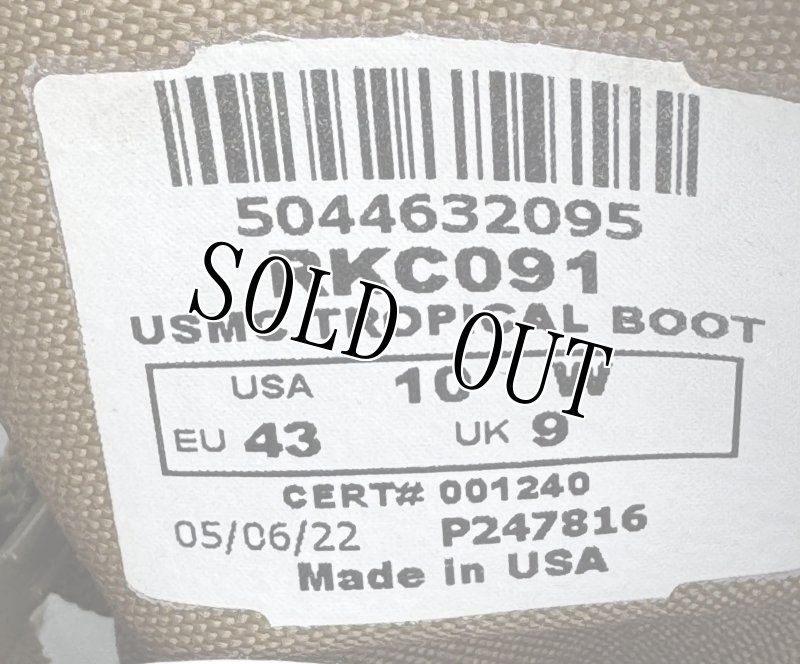 5044632095
RKC091
USMC TROPICAL BOOT
SOLD OUT
USA 10 W
EU 43 UK 9
CERT# 001240
05/06/22 P247816
Made in USA